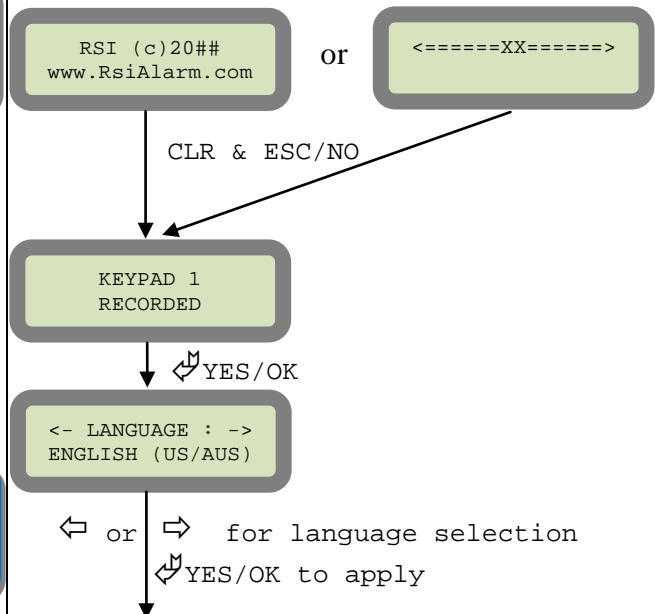 RSI (c)20##
www.RsiAlarm.com
or
<======XX======>
CLR & ESC/NO
KEYPAD 1
RECORDED
YES/OK
<- LANGUAGE : ->
ENGLISH (US/AUS)
⇦ or ⇨ for language selection
YES/OK to apply